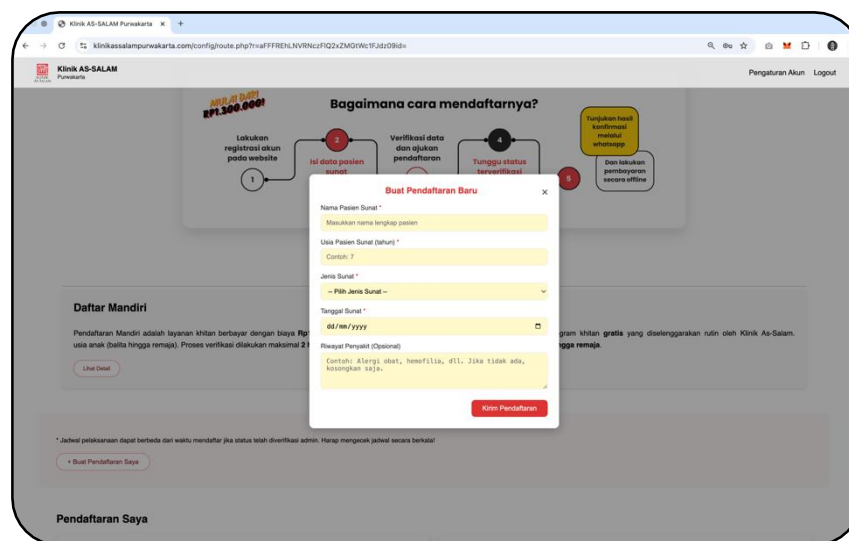 Klinik AS-SALAM Purwakarta
klinikassalampurwakarta.com/config/route.php?r=aFFFREhLNVRNczFIQ2xZMGtWc1FJdz09id=
Klinik AS-SALAM
Purwakarta
Pengaturan Akun Logout
MULAI DARI
RP1.300.000!
Bagaimana cara mendaftarnya?
Lakukan
registrasi akun
pada website
1
2
Isi data pasien
sunat
Verifikasi data
dan ajukan
pendaftaran
4
Tunggu status
terverifikasi
Tunjukan hasil
konfirmasi
melalui
whatsapp
5
Dan lakukan
pembayaran
secara offline
Buat Pendaftaran Baru
×
Nama Pasien Sunat *
Masukkan nama lengkap pasien
Usia Pasien Sunat (tahun) *
Contoh: 7
Jenis Sunat *
-- Pilih Jenis Sunat --
Tanggal Sunat *
dd/mm/yyyy
Riwayat Penyakit (Opsional)
Contoh: Alergi obat, hemofilia, dll. Jika tidak ada,
kosongkan saja.
Kirim Pendaftaran
Daftar Mandiri
Pendaftaran Mandiri adalah layanan khitan berbayar dengan biaya Rp
usia anak (balita hingga remaja). Proses verifikasi dilakukan maksimal 2
Lihat Detail
gram khitan gratis yang diselenggarakan rutin oleh Klinik As-Salam.
gga remaja.
* Jadwal pelaksanaan dapat berbeda dari waktu mendaftar jika status telah diverifikasi admin. Harap mengecek jadwal secara berkala!
+ Buat Pendaftaran Saya
Pendaftaran Saya